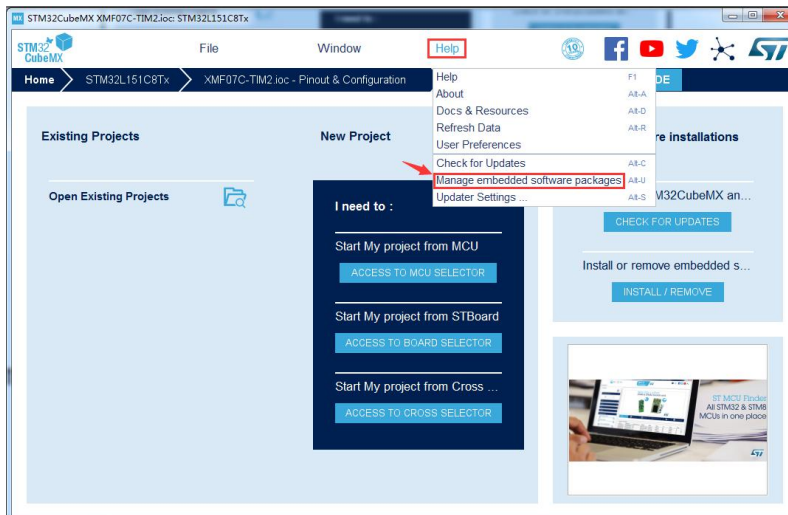 MX STM32CubeMX XMF07C-TIM2.ioc: STM32L151C8Tx
STM32
CubeMX
File
Window
Help
10
Home
STM32L151C8Tx
XMF07C-TIM2.ioc - Pinout & Configuration
DE
Help F1
About Alt-A
Docs & Resources Alt-D
Refresh Data Alt-R
User Preferences
Check for Updates Alt-C
Manage embedded software packages Alt-U
Updater Settings ... Alt-S
Existing Projects
Open Existing Projects
New Project
I need to :
Start My project from MCU
ACCESS TO MCU SELECTOR
Start My project from STBoard
ACCESS TO BOARD SELECTOR
Start My project from Cross ...
ACCESS TO CROSS SELECTOR
re installations
M32CubeMX an...
CHECK FOR UPDATES
Install or remove embedded s...
INSTALL / REMOVE
ST MCU Finder
All STM32 & STM8
MCUs in one place